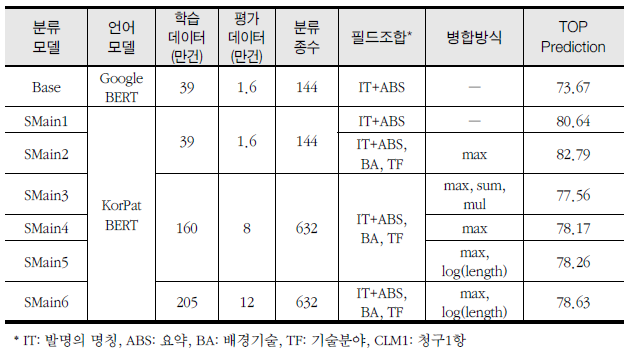 분류 모델 언어 모델 학습 데이터 (만건) 평가 데이터 (만건) 분류 종수 필드조합* 병합방식 TOP Prediction
Base Google BERT 39 1.6 144 IT+ABS — 73.67
SMain1 KorPat BERT 39 1.6 144 IT+ABS — 80.64
SMain2 IT+ABS, BA, TF max 82.79
SMain3 160 8 632 IT+ABS, BA, TF max, sum, mul 77.56
SMain4 max 78.17
SMain5 max, log(length) 78.26
SMain6 205 12 632 IT+ABS, BA, TF max, log(length) 78.63
* IT: 발명의 명칭, ABS: 요약, BA: 배경기술, TF: 기술분야, CLM1: 청구1항